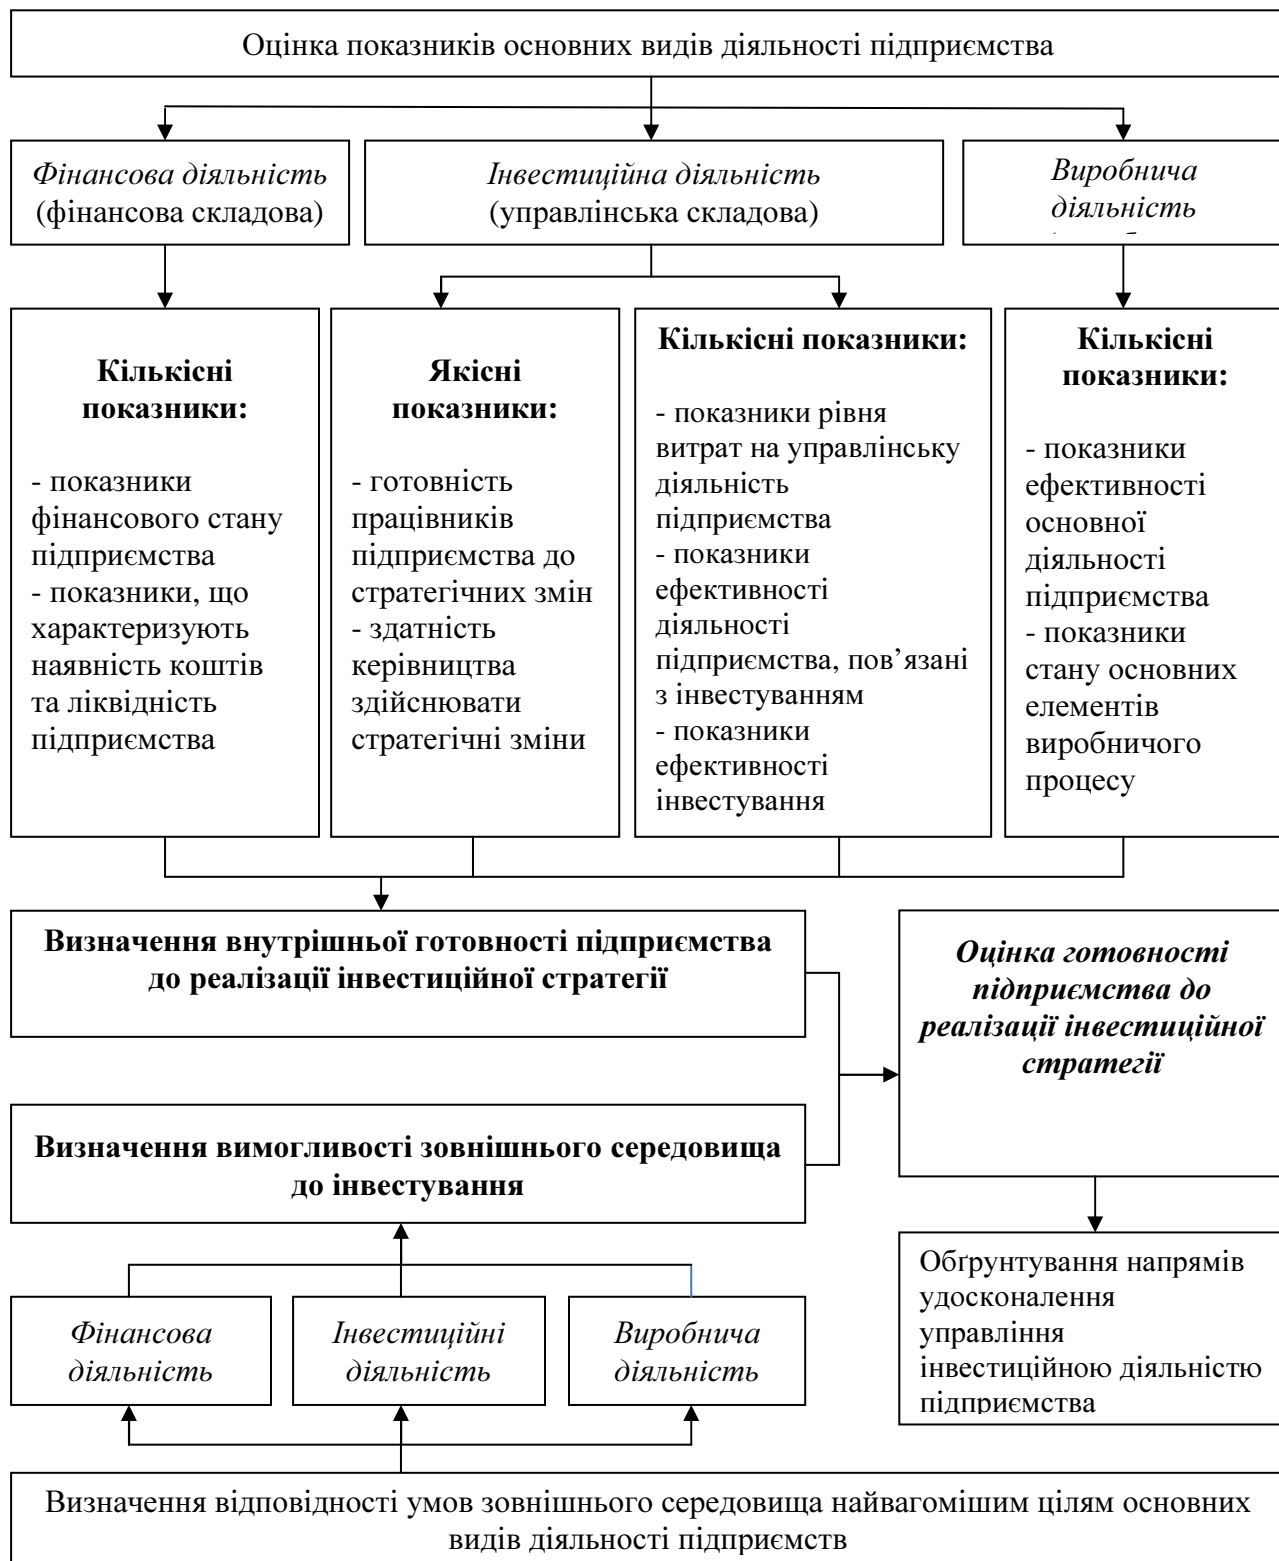 Оцінка показників основних видів діяльності підприємства
Фінансова діяльність
(фінансова складова)
Інвестиційна діяльність
(управлінська складова)
Виробнича
діяльність
Кількісні
показники:
- показники
фінансового стану
підприємства
- показники, що
характеризують
наявність коштів
та ліквідність
підприємства
Якісні
показники:
- готовність
працівників
підприємства до
стратегічних змін
- здатність
керівництва
здійснювати
стратегічні зміни
Кількісні показники:
- показники рівня
витрат на управлінську
діяльність
підприємства
- показники
ефективності
діяльності
підприємства, пов’язані
з інвестуванням
- показники
ефективності
інвестування
Кількісні
показники:
- показники
ефективності
основної
діяльності
підприємства
- показники
стану основних
елементів
виробничого
процесу
Визначення внутрішньої готовності підприємства
до реалізації інвестиційної стратегії
Оцінка готовності
підприємства до
реалізації інвестиційної
стратегії
Визначення вимогливості зовнішнього середовища
до інвестування
Обґрунтування напрямів
удосконалення
управління
інвестиційною діяльністю
підприємства
Фінансова
діяльність
Інвестиційні
діяльність
Виробнича
діяльність
Визначення відповідності умов зовнішнього середовища найвагомішим цілям основних
видів діяльності підприємств